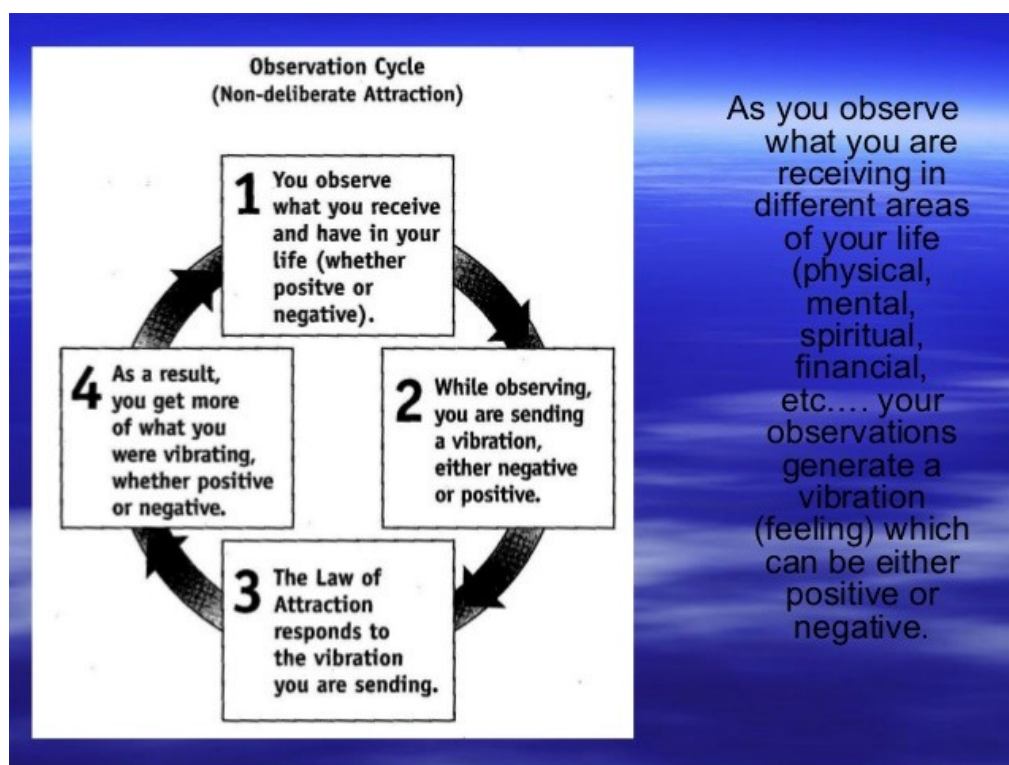 Observation Cycle
(Non-deliberate Attraction)
1 You observe
what you receive
and have in your
life (whether
positve or
negative).
2 While observing,
you are sending
a vibration,
either negative
or positive.
3 The Law of
Attraction
responds to
the vibration
you are sending.
4 As a result,
you get more
of what you
were vibrating,
whether positive
or negative.
As you observe
what you are
receiving in
different areas
of your life
(physical,
mental,
spiritual,
financial,
etc.... your
observations
generate a
vibration
(feeling) which
can be either
positive or
negative.